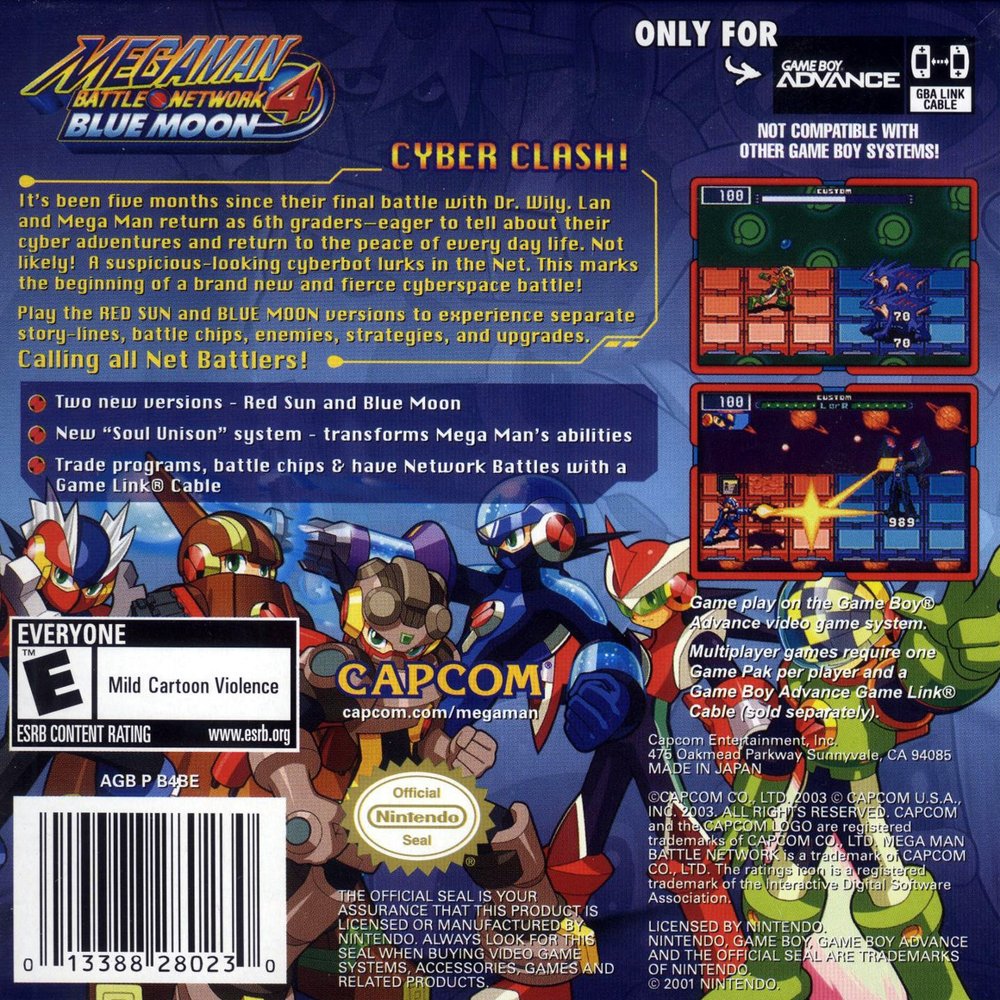 MEGAMAN
BATTLE NETWORK™ 4
BLUE MOON
ONLY FOR
GAME BOY
ADVANCE
GBA LINK
CABLE
NOT COMPATIBLE WITH
OTHER GAME BOY SYSTEMS!
CYBER CLASH!
It's been five months since their final battle with Dr. Wily. Lan
and Mega Man return as 6th graders—eager to tell about their
cyber adventures and return to the peace of every day life. Not
likely! A suspicious-looking cyberbot lurks in the Net. This marks
the beginning of a brand new and fierce cyberspace battle!
Play the RED SUN and BLUE MOON versions to experience separate
story-lines, battle chips, enemies, strategies, and upgrades.
Calling all Net Battlers!
Two new versions - Red Sun and Blue Moon
New "Soul Unison" system - transforms Mega Man's abilities
Trade programs, battle chips & have Network Battles with a
Game Link® Cable
100
CUSTOM
70
70
100
CUSTOM
L or R
989
Game play on the Game Boy®
Advance video game system.
Multiplayer games require one
Game Pak per player and a
Game Boy Advance Game Link®
Cable (sold separately).
Capcom Entertainment, Inc.
475 Oakmead Parkway Sunnyvale, CA 94085
MADE IN JAPAN
©CAPCOM CO., LTD. 2003 © CAPCOM U.S.A.,
INC. 2003. ALL RIGHTS RESERVED. CAPCOM
and the CAPCOM LOGO are registered
trademarks of CAPCOM CO., LTD. MEGA MAN
BATTLE NETWORK is a trademark of CAPCOM
CO., LTD. The ratings icon is a registered
trademark of the Interactive Digital Software
Association.
LICENSED BY NINTENDO.
NINTENDO, GAME BOY, GAME BOY ADVANCE
AND THE OFFICIAL SEAL ARE TRADEMARKS
OF NINTENDO.
© 2001 NINTENDO.
EVERYONE
™
E
Mild Cartoon Violence
ESRB CONTENT RATING www.esrb.org
AGB P B4BE
CAPCOM®
capcom.com/megaman
Official
Nintendo
Seal
®
THE OFFICIAL SEAL IS YOUR
ASSURANCE THAT THIS PRODUCT IS
LICENSED OR MANUFACTURED BY
NINTENDO. ALWAYS LOOK FOR THIS
SEAL WHEN BUYING VIDEO GAME
SYSTEMS, ACCESSORIES, GAMES AND
RELATED PRODUCTS.
0 13388 28023 0